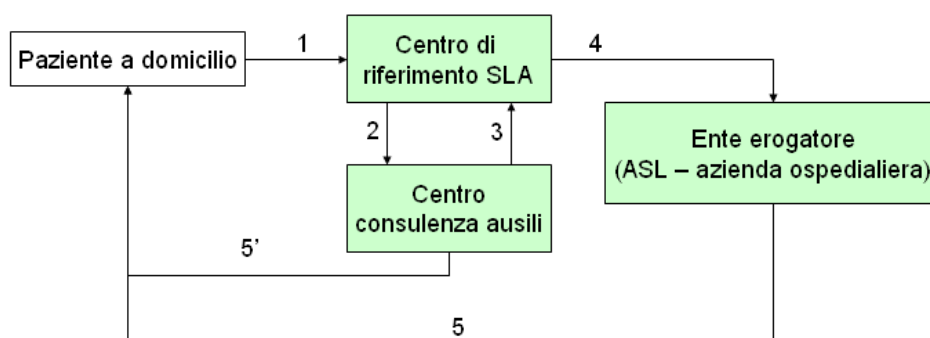 Paziente a domicilio
1
Centro di
riferimento SLA
4
2
3
Ente erogatore
(ASL – azienda ospedialiera)
Centro
consulenza ausili
5’
5